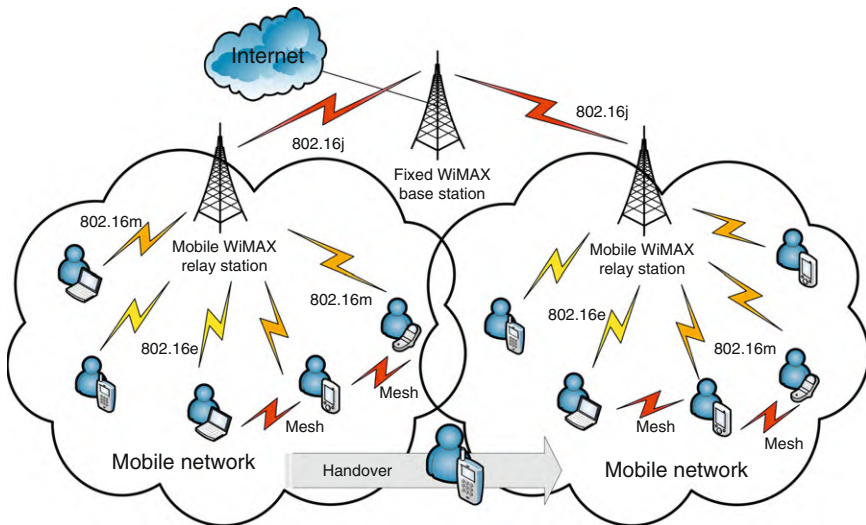 Internet
802.16j
802.16j
Fixed WiMAX
base station
802.16m
Mobile WiMAX
relay station
Mobile WiMAX
relay station
802.16m
802.16e
802.16e
802.16m
Mesh
Mesh
Mesh
Mesh
Mobile network
Handover
Mobile network